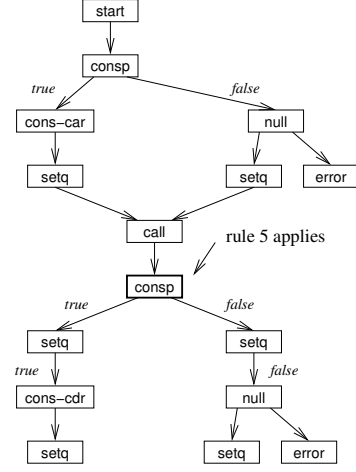 start
consp
true
false
cons-car
null
setq
setq
error
call
rule 5 applies
consp
true
false
setq
setq
true
false
cons-cdr
null
setq
setq
error